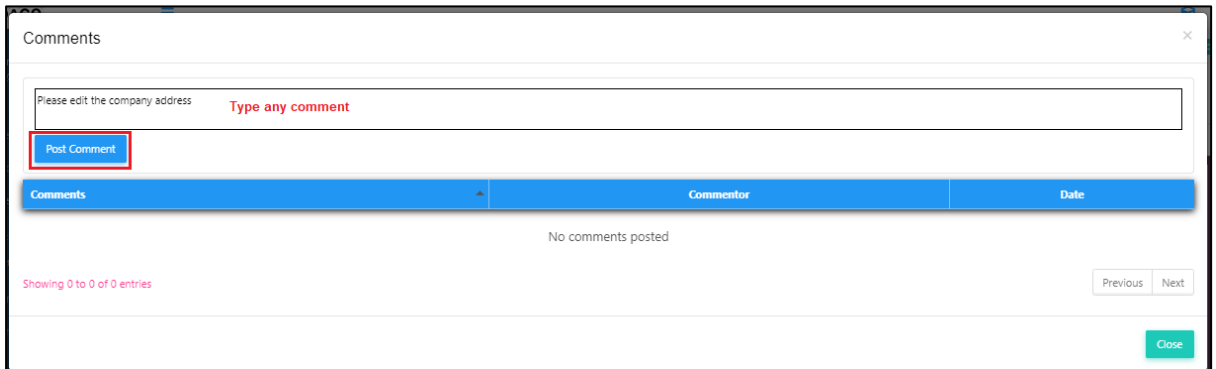 Comments
×
Please edit the company address
Type any comment
Post Comment
Comments Commentor Date
No comments posted
Showing 0 to 0 of 0 entries
Previous Next
Close